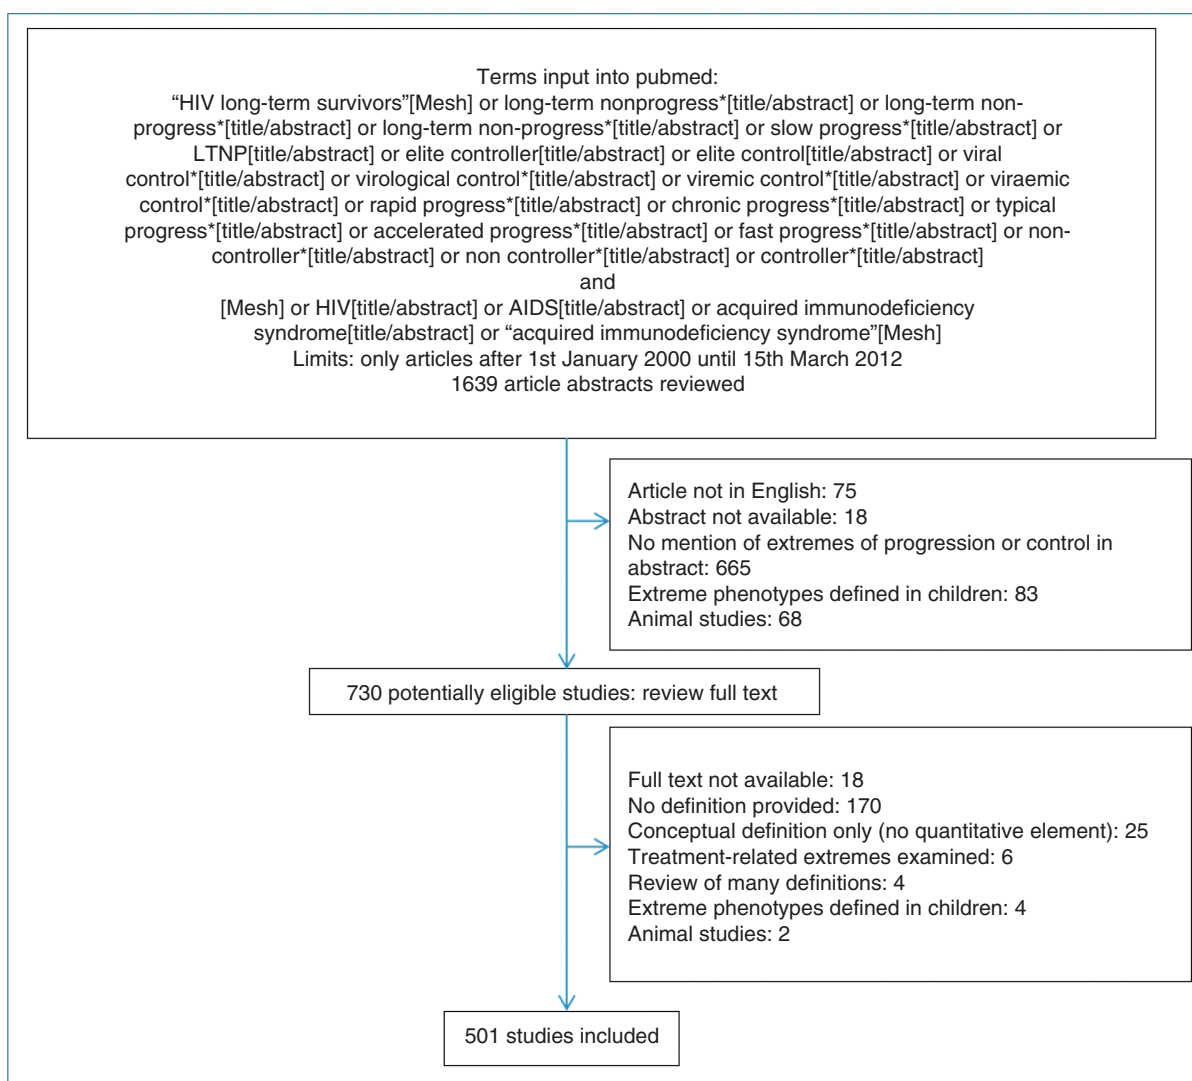 Terms input into pubmed:
“HIV long-term survivors”[Mesh] or long-term nonprogress*[title/abstract] or long-term non-
progress*[title/abstract] or long-term non-progress*[title/abstract] or slow progress*[title/abstract] or
LTNP[title/abstract] or elite controller[title/abstract] or elite control[title/abstract] or viral
control*[title/abstract] or virological control*[title/abstract] or viremic control*[title/abstract] or viraemic
control*[title/abstract] or rapid progress*[title/abstract] or chronic progress*[title/abstract] or typical
progress*[title/abstract] or accelerated progress*[title/abstract] or fast progress*[title/abstract] or non-
controller*[title/abstract] or non controller*[title/abstract] or controller*[title/abstract]
and
[Mesh] or HIV[title/abstract] or AIDS[title/abstract] or acquired immunodeficiency
syndrome[title/abstract] or “acquired immunodeficiency syndrome”[Mesh]
Limits: only articles after 1st January 2000 until 15th March 2012
1639 article abstracts reviewed
Article not in English: 75
Abstract not available: 18
No mention of extremes of progression or control in
abstract: 665
Extreme phenotypes defined in children: 83
Animal studies: 68
730 potentially eligible studies: review full text
Full text not available: 18
No definition provided: 170
Conceptual definition only (no quantitative element): 25
Treatment-related extremes examined: 6
Review of many definitions: 4
Extreme phenotypes defined in children: 4
Animal studies: 2
501 studies included